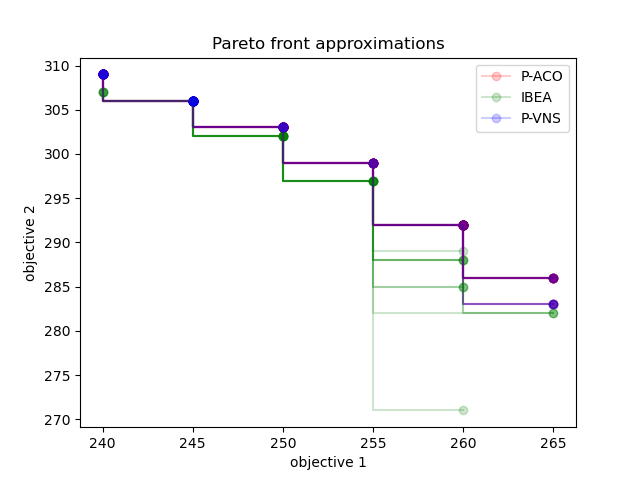 Pareto front approximations
310
305
300
295
290
285
280
275
270
objective 2
P-ACO
IBEA
P-VNS
240 245 250 255 260 265
objective 1